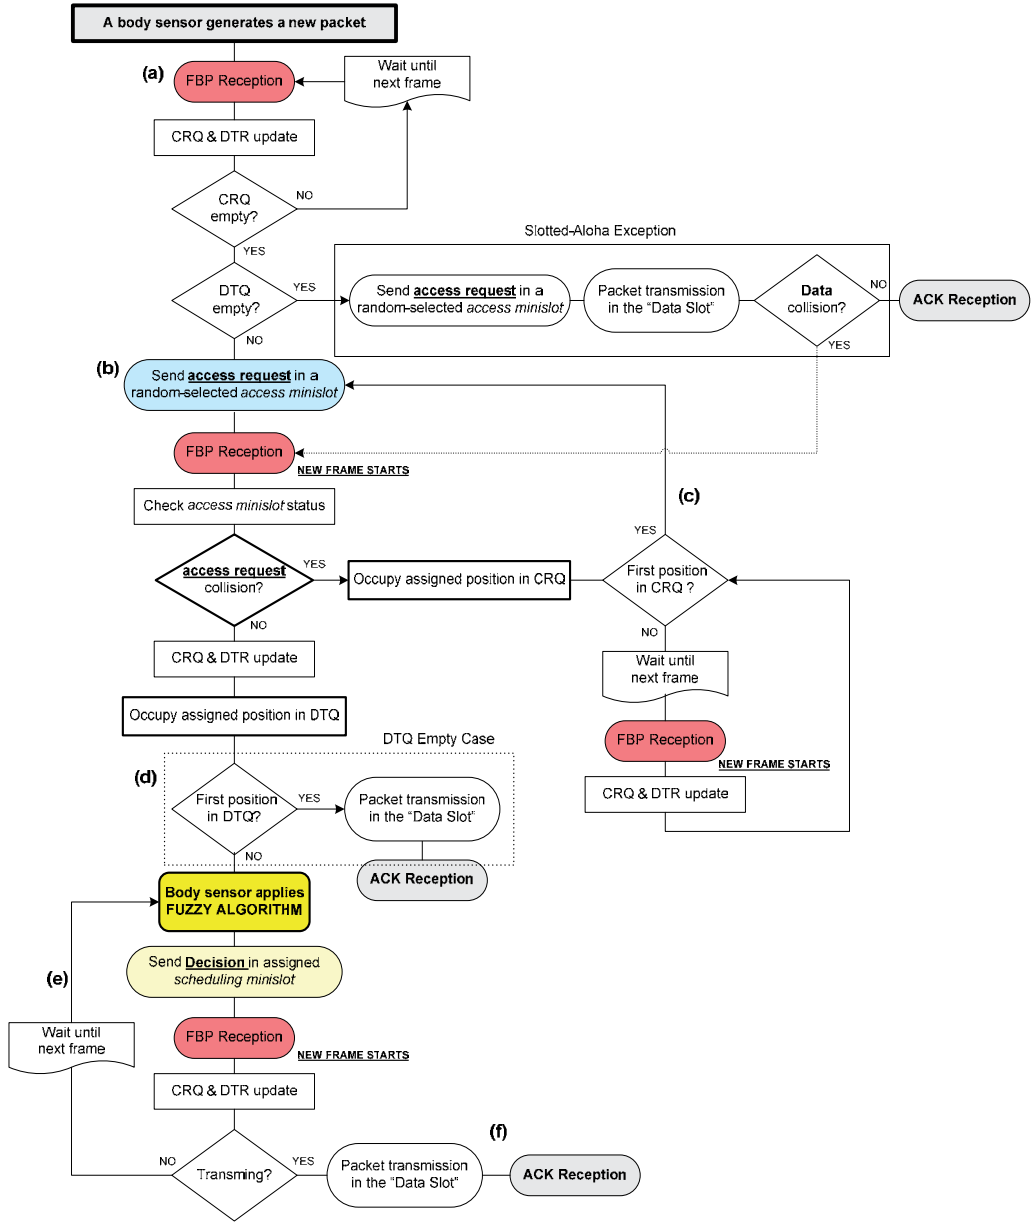 A body sensor generates a new packet
(a)
FBP Reception
Wait until
next frame
CRQ & DTR update
CRQ
empty?
NO
YES
Slotted-Aloha Exception
DTQ
empty?
YES
NO
Send access request in a
random-selected access minislot
Packet transmission
in the “Data Slot”
Data
collision?
NO
YES
ACK Reception
(b)
Send access request in a
random-selected access minislot
FBP Reception
NEW FRAME STARTS
Check access minislot status
(c)
access request
collision?
YES
NO
Occupy assigned position in CRQ
YES
First position
in CRQ ?
NO
Wait until
next frame
FBP Reception
NEW FRAME STARTS
CRQ & DTR update
CRQ & DTR update
Occupy assigned position in DTQ
DTQ Empty Case
(d)
First position
in DTQ?
YES
NO
Packet transmission
in the “Data Slot”
ACK Reception
Body sensor applies
FUZZY ALGORITHM
Send Decision in assigned
scheduling minislot
(e)
Wait until
next frame
FBP Reception
NEW FRAME STARTS
CRQ & DTR update
Transming?
NO
YES
Packet transmission
in the “Data Slot”
(f)
ACK Reception